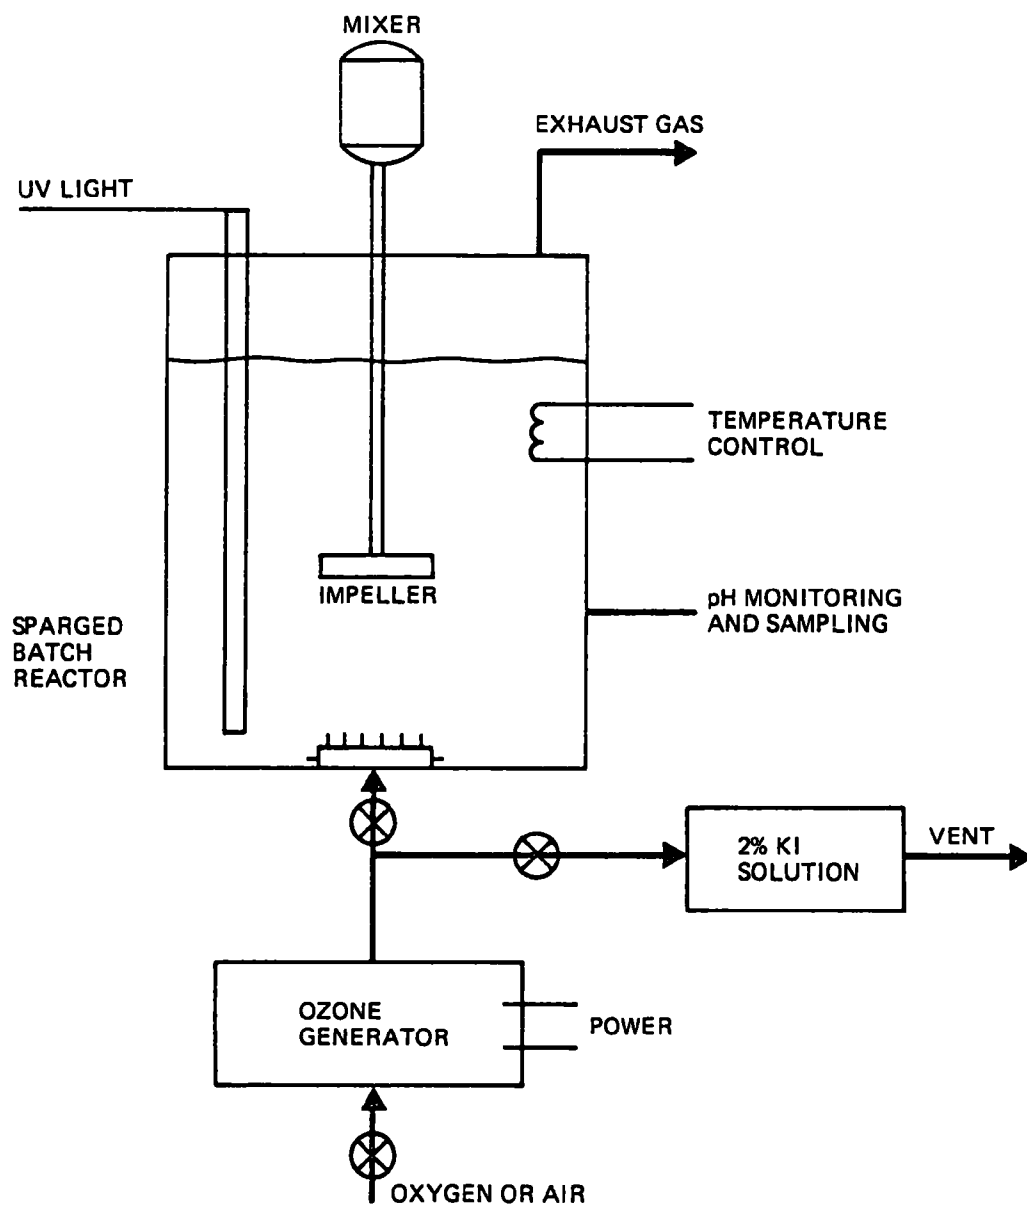 MIXER
EXHAUST GAS
UV LIGHT
TEMPERATURE
CONTROL
IMPELLER
pH MONITORING
AND SAMPLING
SPARGED
BATCH
REACTOR
2% KI
SOLUTION
VENT
OZONE
GENERATOR
POWER
OXYGEN OR AIR